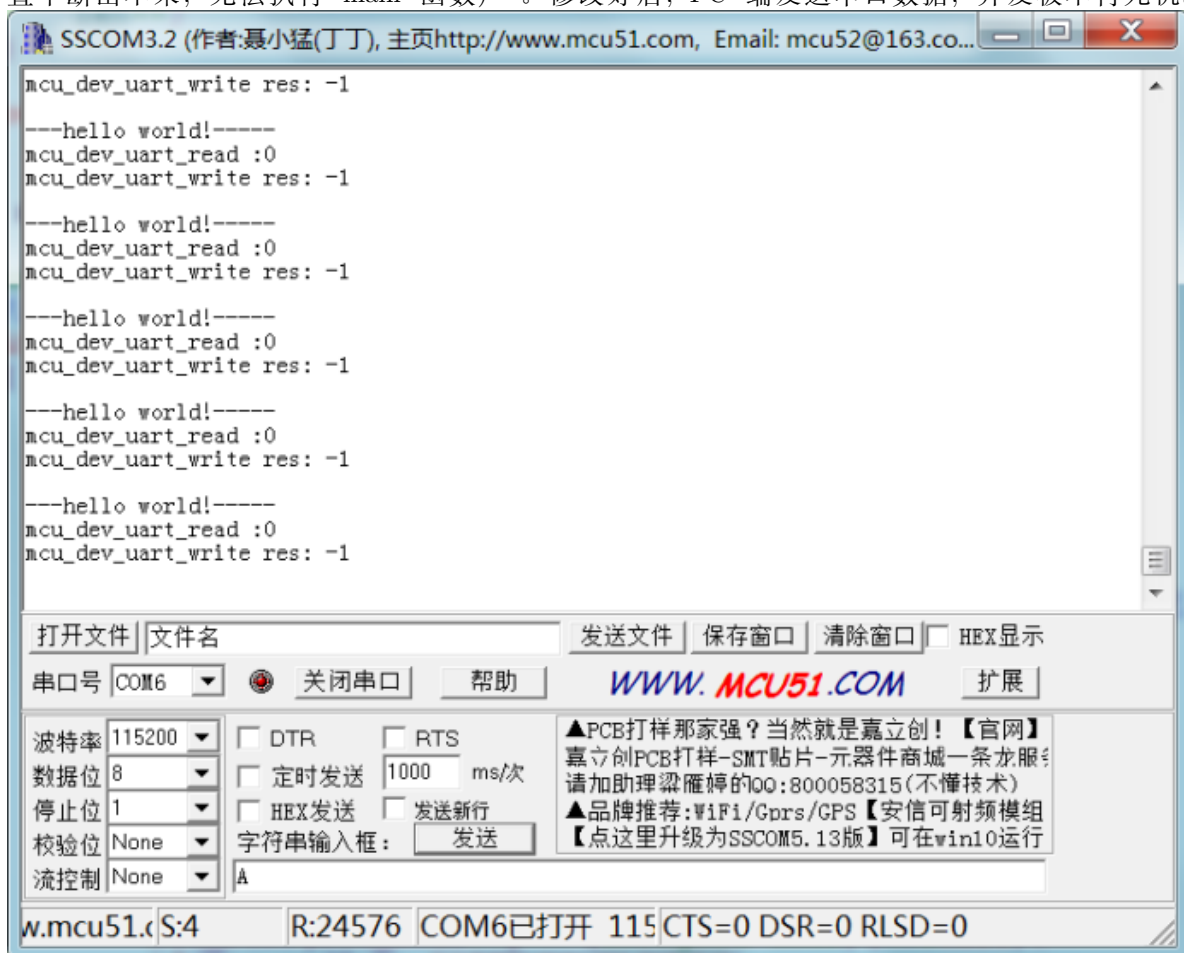 SSCOM3.2 (作者:聂小猛(丁丁), 主页http://www.mcu51.com, Email: mcu52@163.co...
mcu_dev_uart_write res: -1
---hello world!-----
mcu_dev_uart_read :0
mcu_dev_uart_write res: -1
---hello world!-----
mcu_dev_uart_read :0
mcu_dev_uart_write res: -1
---hello world!-----
mcu_dev_uart_read :0
mcu_dev_uart_write res: -1
---hello world!-----
mcu_dev_uart_read :0
mcu_dev_uart_write res: -1
---hello world!-----
mcu_dev_uart_read :0
mcu_dev_uart_write res: -1
打开文件 文件名 发送文件 保存窗口 清除窗口 HEX显示
串口号 COM6 关闭串口 帮助 WWW.MCU51.COM 扩展
波特率 115200 DTR RTS
数据位 8 定时发送 1000 ms/次
停止位 1 HEX发送 发送新行
校验位 None 字符串输入框: 发送
流控制 None A
▲PCB打样那家强?当然就是嘉立创!【官网】
嘉立创PCB打样-SMT贴片-元器件商城一条龙服
请加助理梁雁婷的QQ:800058315(不懂技术)
▲品牌推荐:WiFi/Gprs/GPS【安信可射频模组
【点这里升级为SSCOM5.13版】可在win10运行
w.mcu51.c S:4 R:24576 COM6已打开 115 CTS=0 DSR=0 RLSD=0